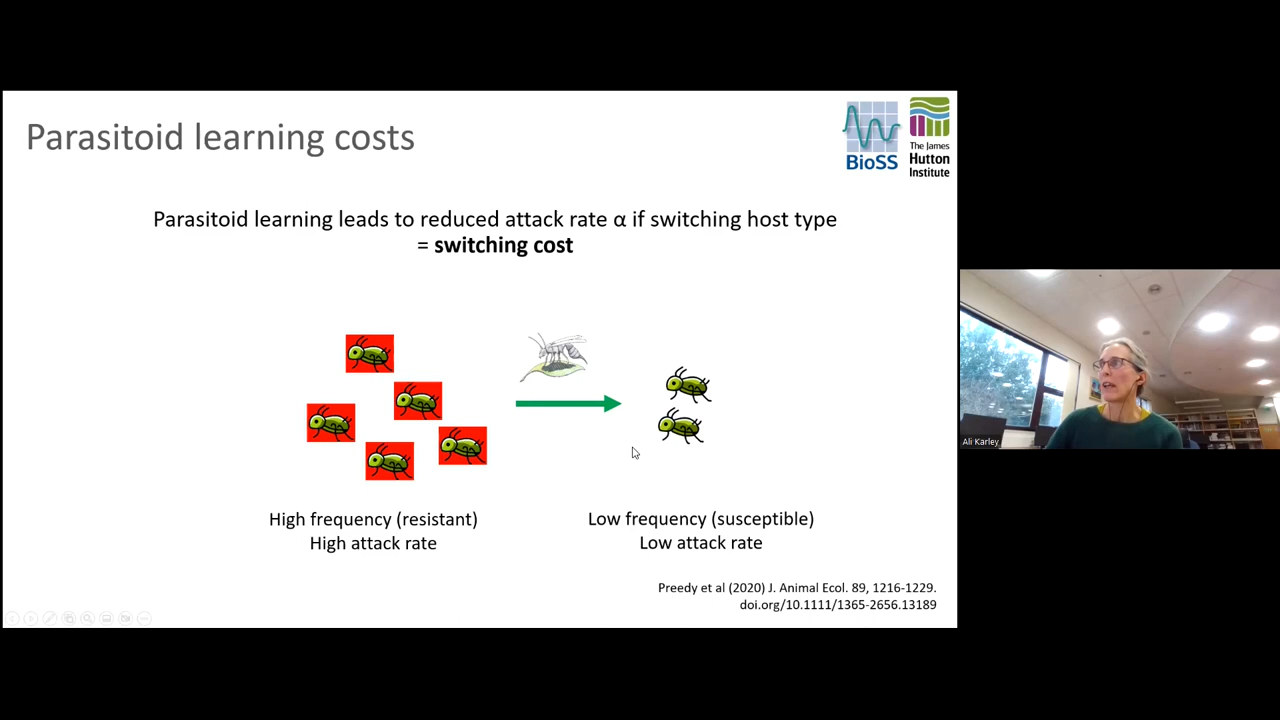 Parasitoid learning costs
BioSS
The James
Hutton
Institute
Parasitoid learning leads to reduced attack rate α if switching host type
= switching cost
High frequency (resistant)
High attack rate
Low frequency (susceptible)
Low attack rate
Preedy et al (2020) J. Animal Ecol. 89, 1216-1229.
doi.org/10.1111/1365-2656.13189
Ali Karley